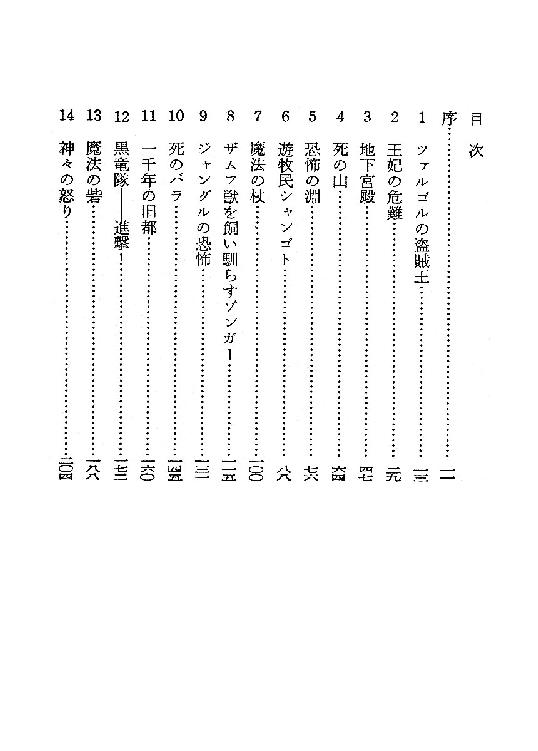 目次
序……一一
1 ツァルゴルの盗賊王……一三
2 王妃の危難……二九
3 地下宮殿……四七
4 死の山……六四
5 恐怖の淵……七六
6 遊牧民シャンゴト……八六
7 魔法の杖……一〇〇
8 ザムフ獣を飼い馴らすゾンガー……一一五
9 ジャングルの恐怖……一三一
10 死のバラ……一四五
11 一千年の旧都……一六〇
12 黒竜隊――進撃!……一七二
13 魔法の砦……一八八
14 神々の怒り……二〇四